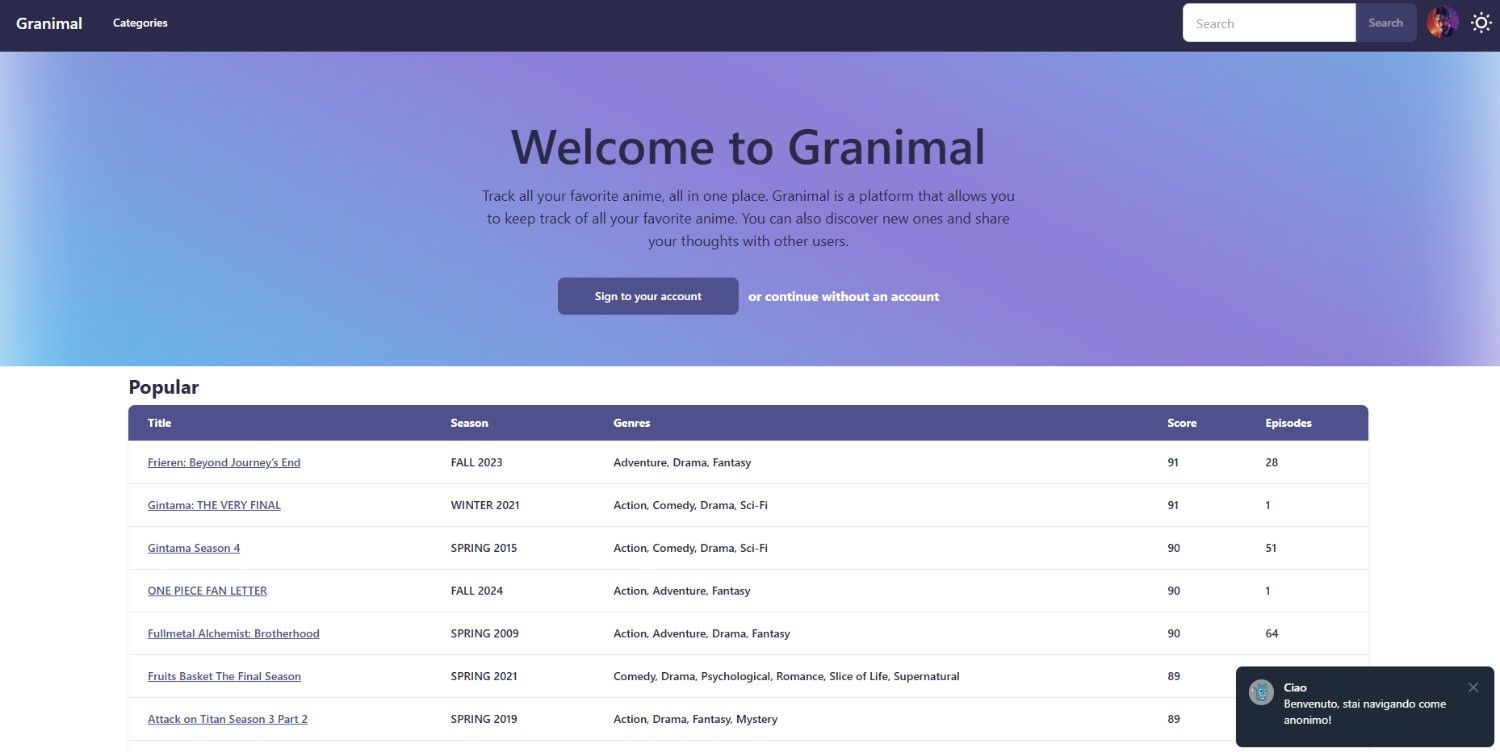 Granimal Categories Search Search
Welcome to Granimal
Track all your favorite anime, all in one place. Granimal is a platform that allows you
to keep track of all your favorite anime. You can also discover new ones and share
your thoughts with other users.
Sign to your account or continue without an account
Popular
Title Season Genres Score Episodes
Frieren: Beyond Journey’s End FALL 2023 Adventure, Drama, Fantasy 91 28
Gintama: THE VERY FINAL WINTER 2021 Action, Comedy, Drama, Sci-Fi 91 1
Gintama Season 4 SPRING 2015 Action, Comedy, Drama, Sci-Fi 90 51
ONE PIECE FAN LETTER FALL 2024 Action, Adventure, Fantasy 90 1
Fullmetal Alchemist: Brotherhood SPRING 2009 Action, Adventure, Drama, Fantasy 90 64
Fruits Basket The Final Season SPRING 2021 Comedy, Drama, Psychological, Romance, Slice of Life, Supernatural 89
Attack on Titan Season 3 Part 2 SPRING 2019 Action, Drama, Fantasy, Mystery 89
Ciao
Benvenuto, stai navigando come
anonimo!